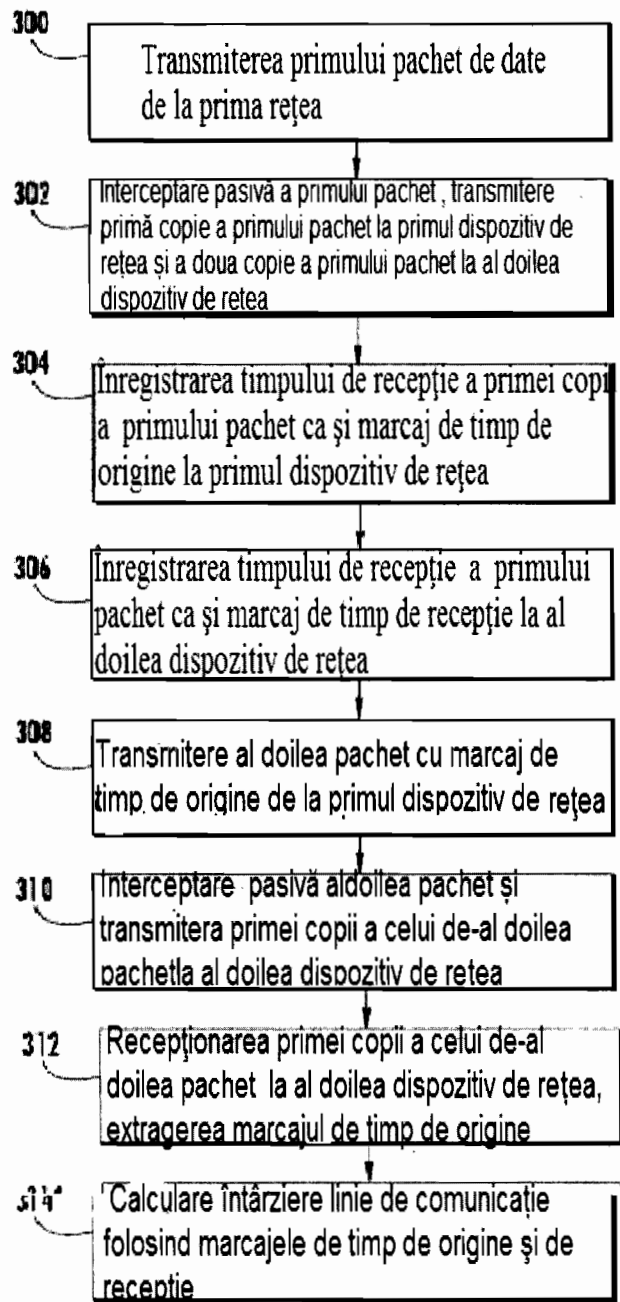 300
Transmiterea primului pachet de date
de la prima rețea
302
Interceptare pasivă a primului pachet, transmitere
primă copie a primului pachet la primul dispozitiv de
rețea și a doua copie a primului pachet la al doilea
dispozitiv de retea
304
Înregistrarea timpului de recepție a primei copii
a primului pachet ca și marcaj de timp de
origine la primul dispozitiv de rețea
306
Înregistrarea timpului de recepție a primului
pachet ca și marcaj de timp de recepție la al
doilea dispozitiv de rețea
308
Transmitere al doilea pachet cu marcaj de
timp de origine de la primul dispozitiv de rețea
310
Interceptare pasivă aldoilea pachet și
transmitera primei copii a celui de-al doilea
pachetla al doilea dispozitiv de retea
312
Recepționarea primei copii a celui de-al
doilea pachet la al doilea dispozitiv de rețea,
extragerea marcajul de timp de origine
314
Calculare întârziere linie de comunicație
folosind marcajele de timp de origine și de
receptie